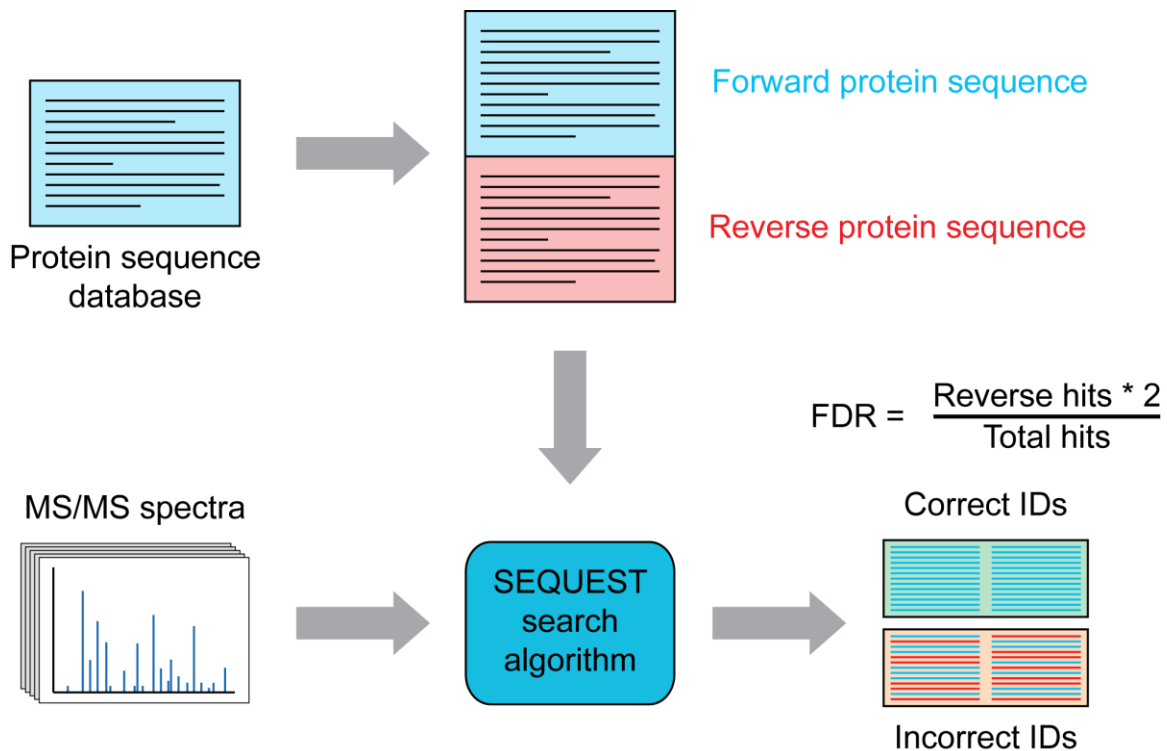 Forward protein sequence
Reverse protein sequence
Protein sequence
database
FDR = Reverse hits * 2
Total hits
MS/MS spectra
SEQUEST
search
algorithm
Correct IDs
Incorrect IDs